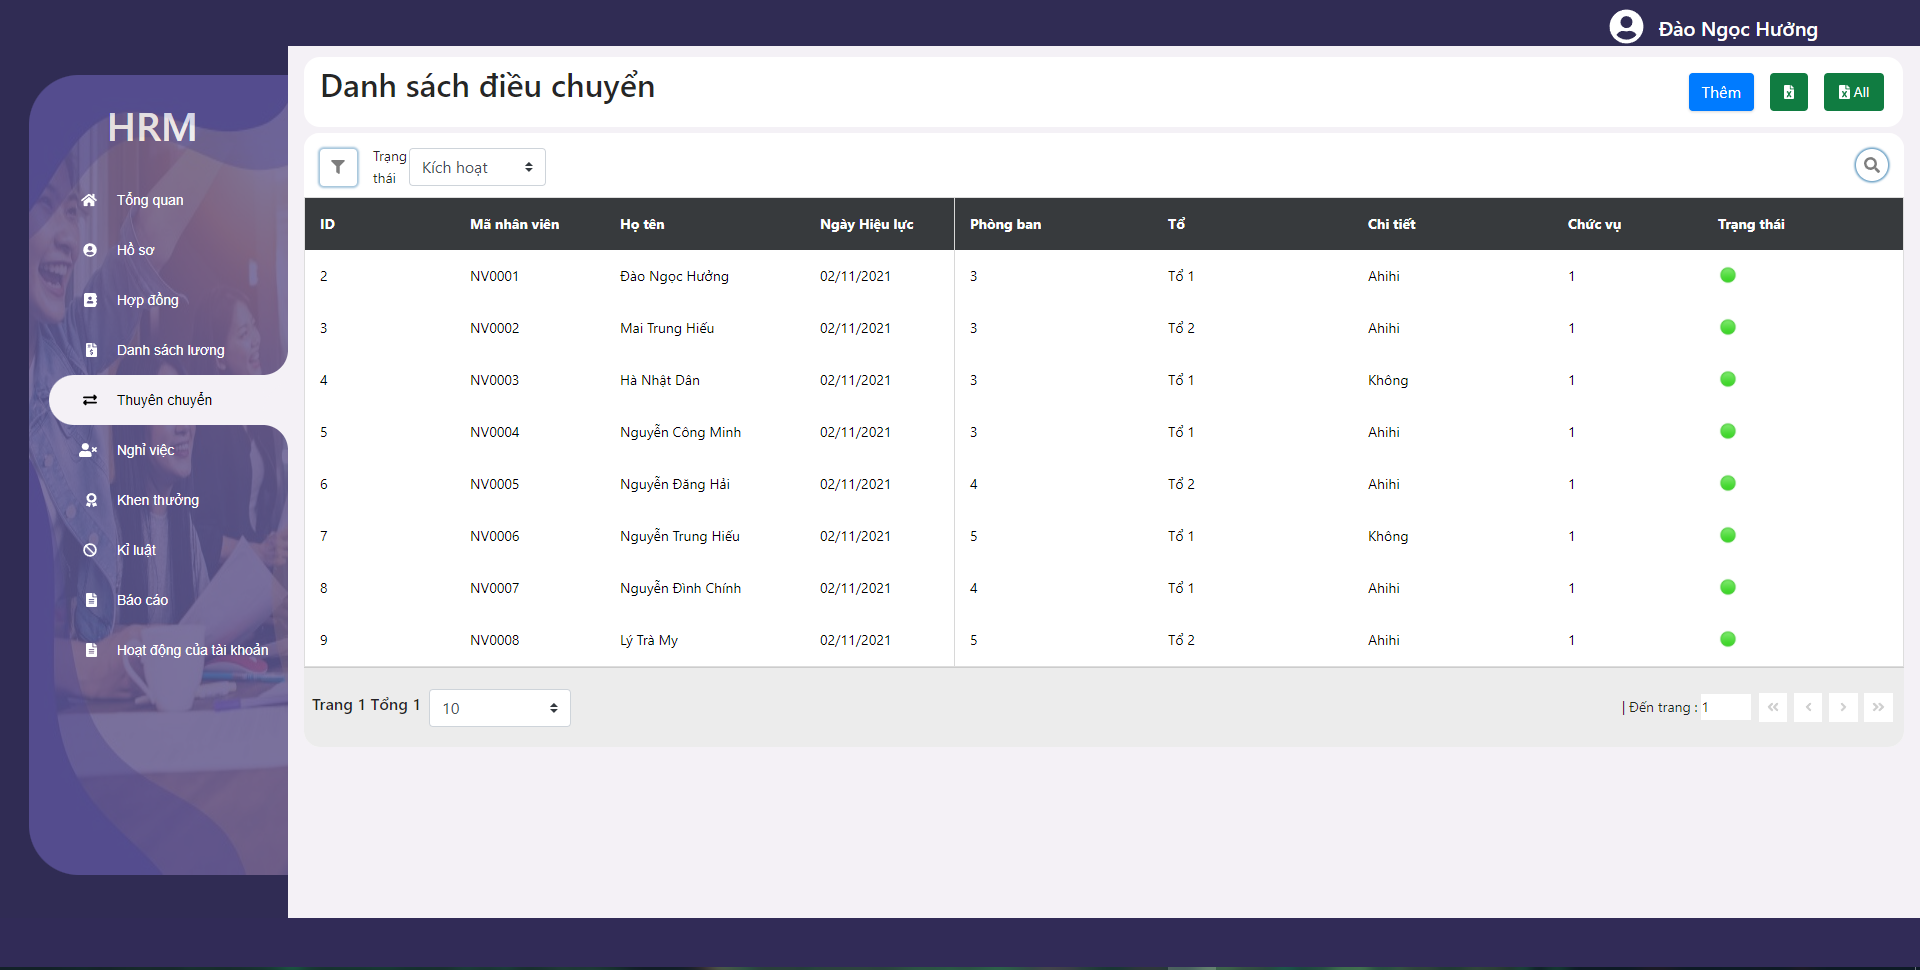 Đào Ngọc Hưởng
HRM
Tổng quan
Hồ sơ
Hợp đồng
Danh sách lương
Thuyên chuyển
Nghỉ việc
Khen thưởng
Kỉ luật
Báo cáo
Hoạt động của tài khoản
Danh sách điều chuyển
Thêm
All
Trạng thái
Kích hoạt
ID Mã nhân viên Họ tên Ngày Hiệu lực Phòng ban Tổ Chi tiết Chức vụ Trạng thái
2 NV0001 Đào Ngọc Hưởng 02/11/2021 3 Tổ 1 Ahihi 1
3 NV0002 Mai Trung Hiếu 02/11/2021 3 Tổ 2 Ahihi 1
4 NV0003 Hà Nhật Dân 02/11/2021 3 Tổ 1 Không 1
5 NV0004 Nguyễn Công Minh 02/11/2021 3 Tổ 1 Ahihi 1
6 NV0005 Nguyễn Đăng Hải 02/11/2021 4 Tổ 2 Ahihi 1
7 NV0006 Nguyễn Trung Hiếu 02/11/2021 5 Tổ 1 Không 1
8 NV0007 Nguyễn Đình Chính 02/11/2021 4 Tổ 1 Ahihi 1
9 NV0008 Lý Trà My 02/11/2021 5 Tổ 2 Ahihi 1
Trang 1 Tổng 1 10 | Đến trang : 1